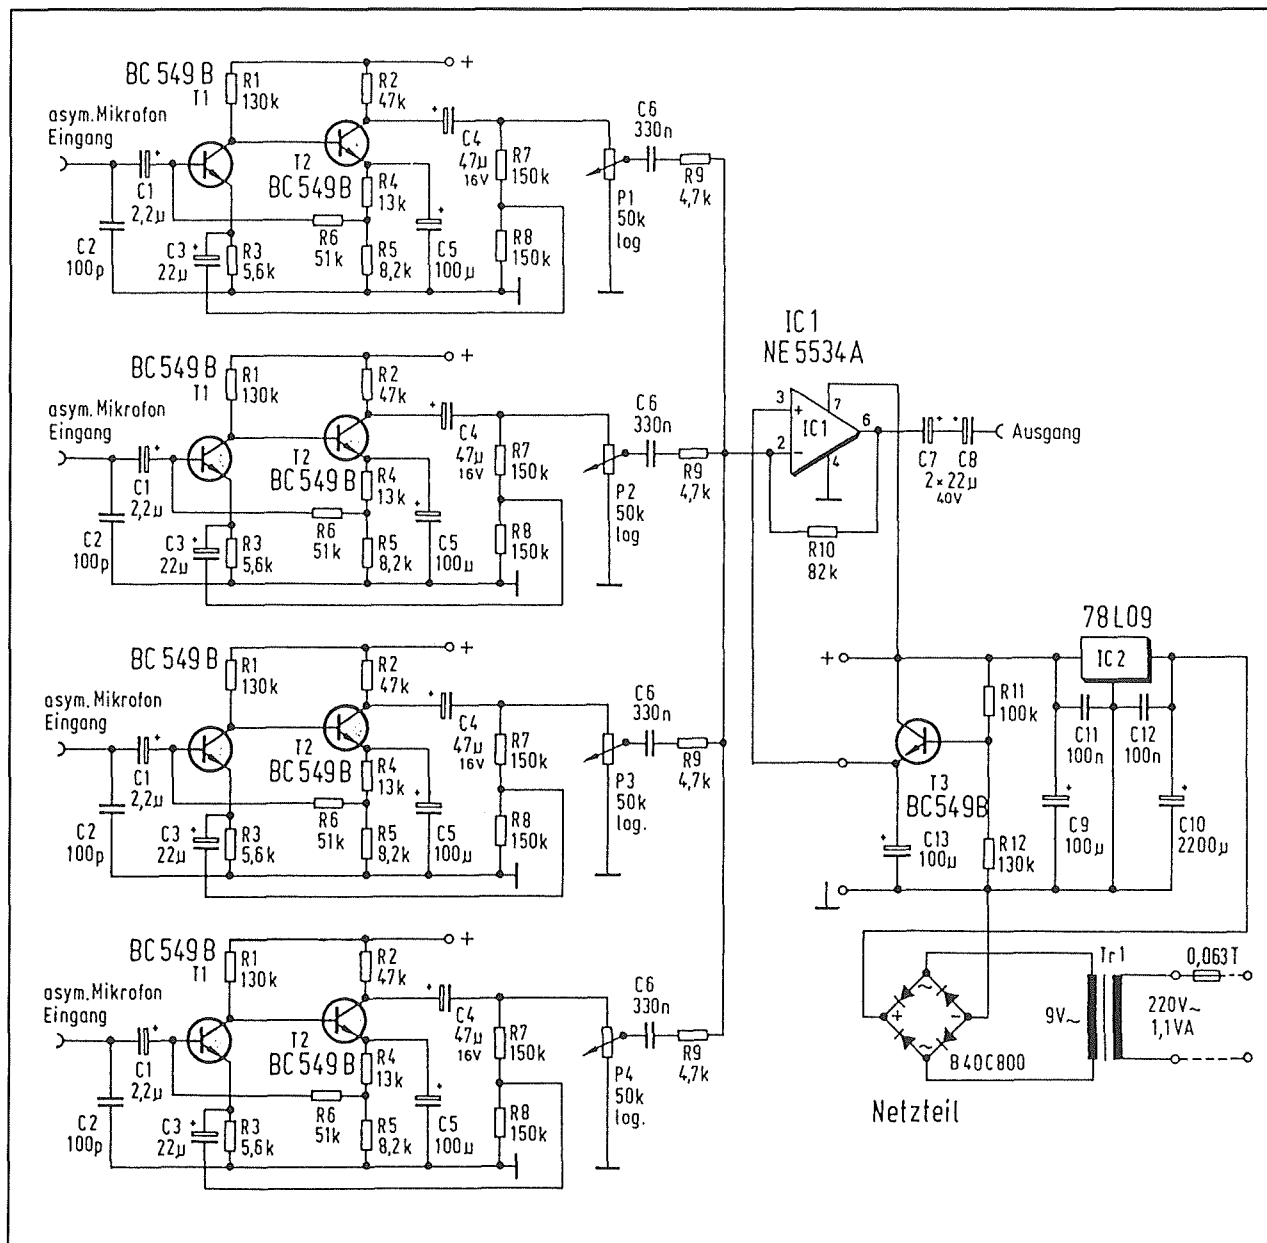 BC 549 B
T1
R1
130k
R2
47k
+
asym. Mikrofon
Eingang
C1
2,2µ
C2
100p
C3
22µ
R3
5,6k
T2
BC 549 B
R4
13k
R6
51k
R5
8,2k
C5
100µ
C4
47µ
16V
R7
150k
R8
150k
P1
50k
log
C6
330n
R9
4,7k
BC 549 B
T1
R1
130k
R2
47k
+
asym. Mikrofon
Eingang
C1
2,2µ
C2
100p
C3
22µ
R3
5,6k
T2
BC 549 B
R4
13k
R6
51k
R5
8,2k
C5
100µ
C4
47µ
16V
R7
150k
R8
150k
P2
50k
log
C6
330n
R9
4,7k
BC 549 B
R1
130k
R2
47k
+
asym. Mikrofon
Eingang
C1
2,2µ
C2
100p
C3
22µ
R3
5,6k
T2
BC 549B
R4
13k
R6
51k
R5
9,2k
C5
100µ
C4
47µ
16V
R7
150k
R8
150k
P3
50k
log.
C6
330n
R9
4,7k
BC 549 B
T1
R1
130k
R2
47k
+
asym. Mikrofon
Eingang
C1
2,2µ
C2
100p
C3
22µ
R3
5,6k
T2
BC 549 B
R4
13k
R6
51k
R5
8,2k
C5
100µ
C4
47µ
16V
R7
150k
R8
150k
P4
50k
log.
C6
330n
R9
4,7k
IC1
NE 5534 A
3
+
IC1
2
−
7
6
4
R10
82k
C7
C8
2×22µ
40V
Ausgang
78 L09
IC 2
+
R11
100k
C11
100n
C12
100n
T3
BC549B
C13
100µ
R12
130k
C9
100µ
C10
2200µ
+
~
~
−
B40C800
9V~
Tr1
0,063T
220V~
1,1VA
Netzteil